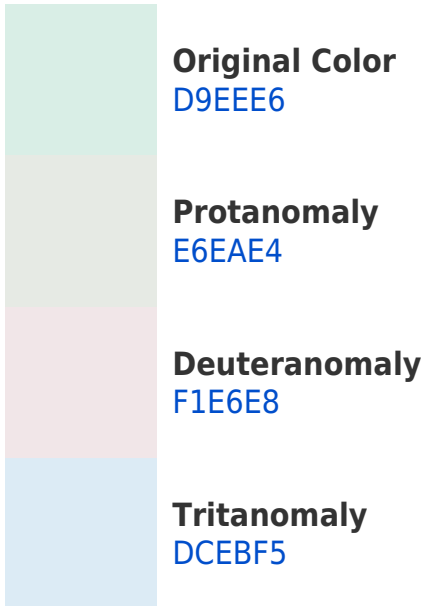 Original Color
D9EEE6
Protanomaly
E6EAE4
Deuteranomaly
F1E6E8
Tritanomaly
DCEBF5